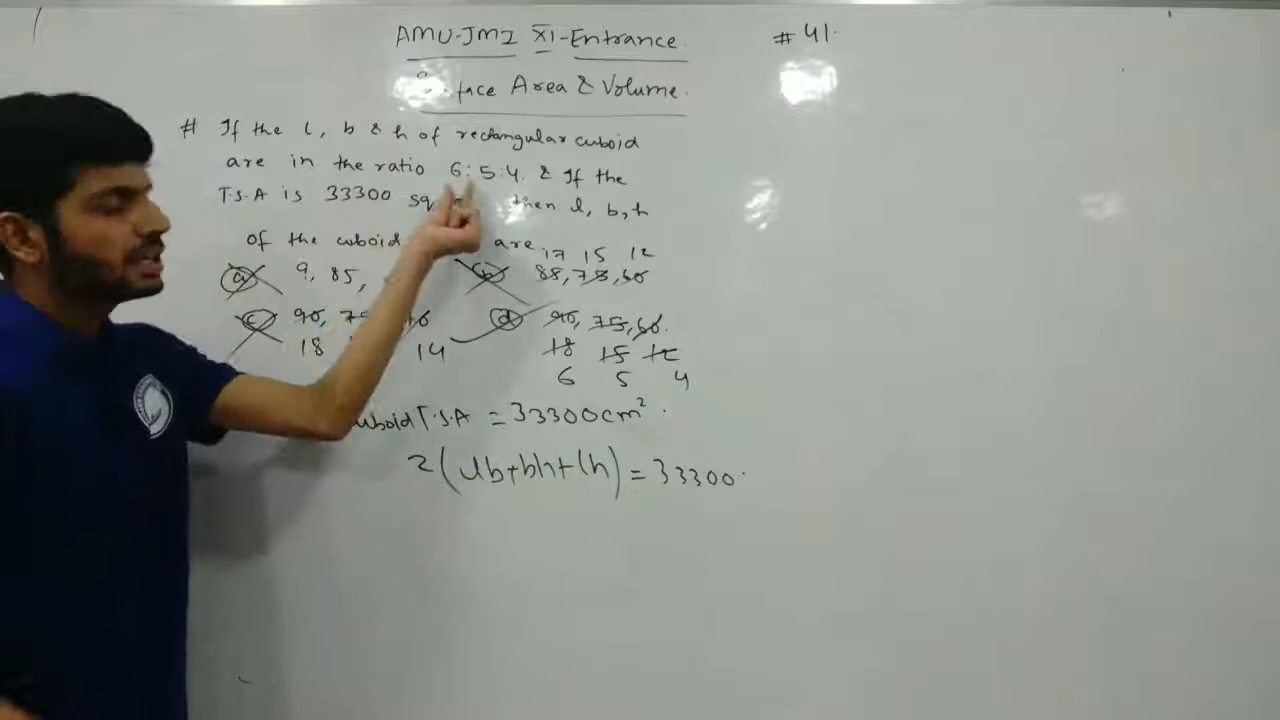 AMU-JMI XI-Entrance.
# 41.
face Area & Volume.
# If the l, b & h of rectangular cuboid
are in the ratio 6:5:4. & If the
T.S.A is 33300 sq then l, b, h
of the cuboid are
17 15 12
(a) 9, 85, (b) 88, 75, 60
(c) 90, (d) 90, 75, 60.
18 14 18 15 12
6 5 4
cuboid T.S.A = 33300 cm².
2(lb+bh+lh) = 33300.